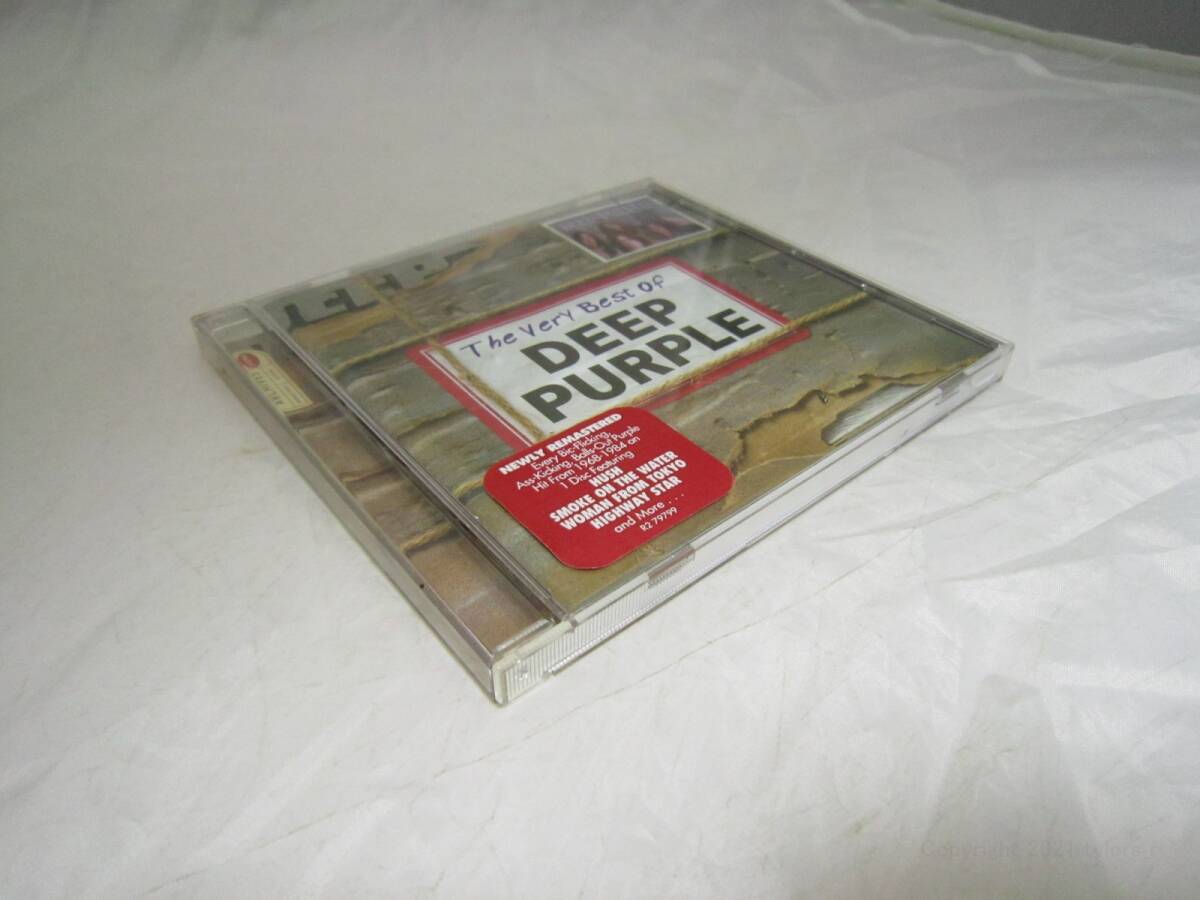 The Very Best Of
DEEP
PURPLE
NEWLY REMASTERED
Every Bic-Flicking,
Ass-Kicking, Balls-Out Purple
Hit From 1968-1984 on
1 Disc Featuring
HUSH
SMOKE ON THE WATER
WOMAN FROM TOKYO
HIGHWAY STAR
and More . . .
R2 79799